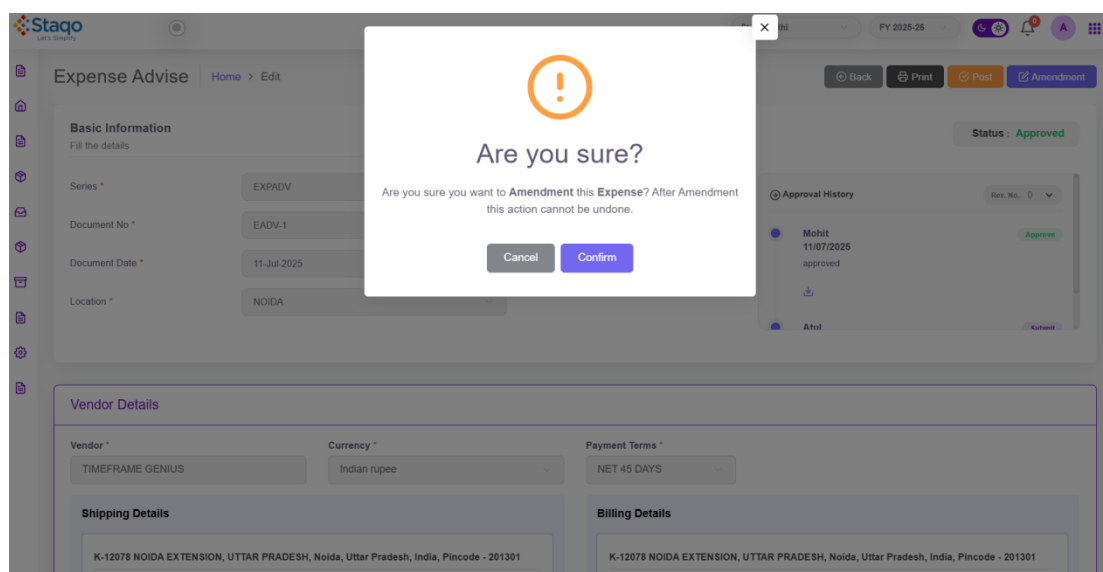 Staqo
Let's Simplify
FY 2025-26
A
Expense Advise
Home > Edit
Back
Print
Post
Amendment
Basic Information
Fill the details
Status : Approved
Series *
EXPADV
Document No *
EADV-1
Document Date *
11-Jul-2025
Location *
NOIDA
Are you sure?
Are you sure you want to Amendment this Expense? After Amendment
this action cannot be undone.
Cancel
Confirm
Approval History
Rev. No. 0
Mohit
Approve
11/07/2025
approved
Atul
Submit
Vendor Details
Vendor *
Currency *
Payment Terms *
TIMEFRAME GENIUS
Indian rupee
NET 45 DAYS
Shipping Details
Billing Details
K-12078 NOIDA EXTENSION, UTTAR PRADESH, Noida, Uttar Pradesh, India, Pincode - 201301
K-12078 NOIDA EXTENSION, UTTAR PRADESH, Noida, Uttar Pradesh, India, Pincode - 201301